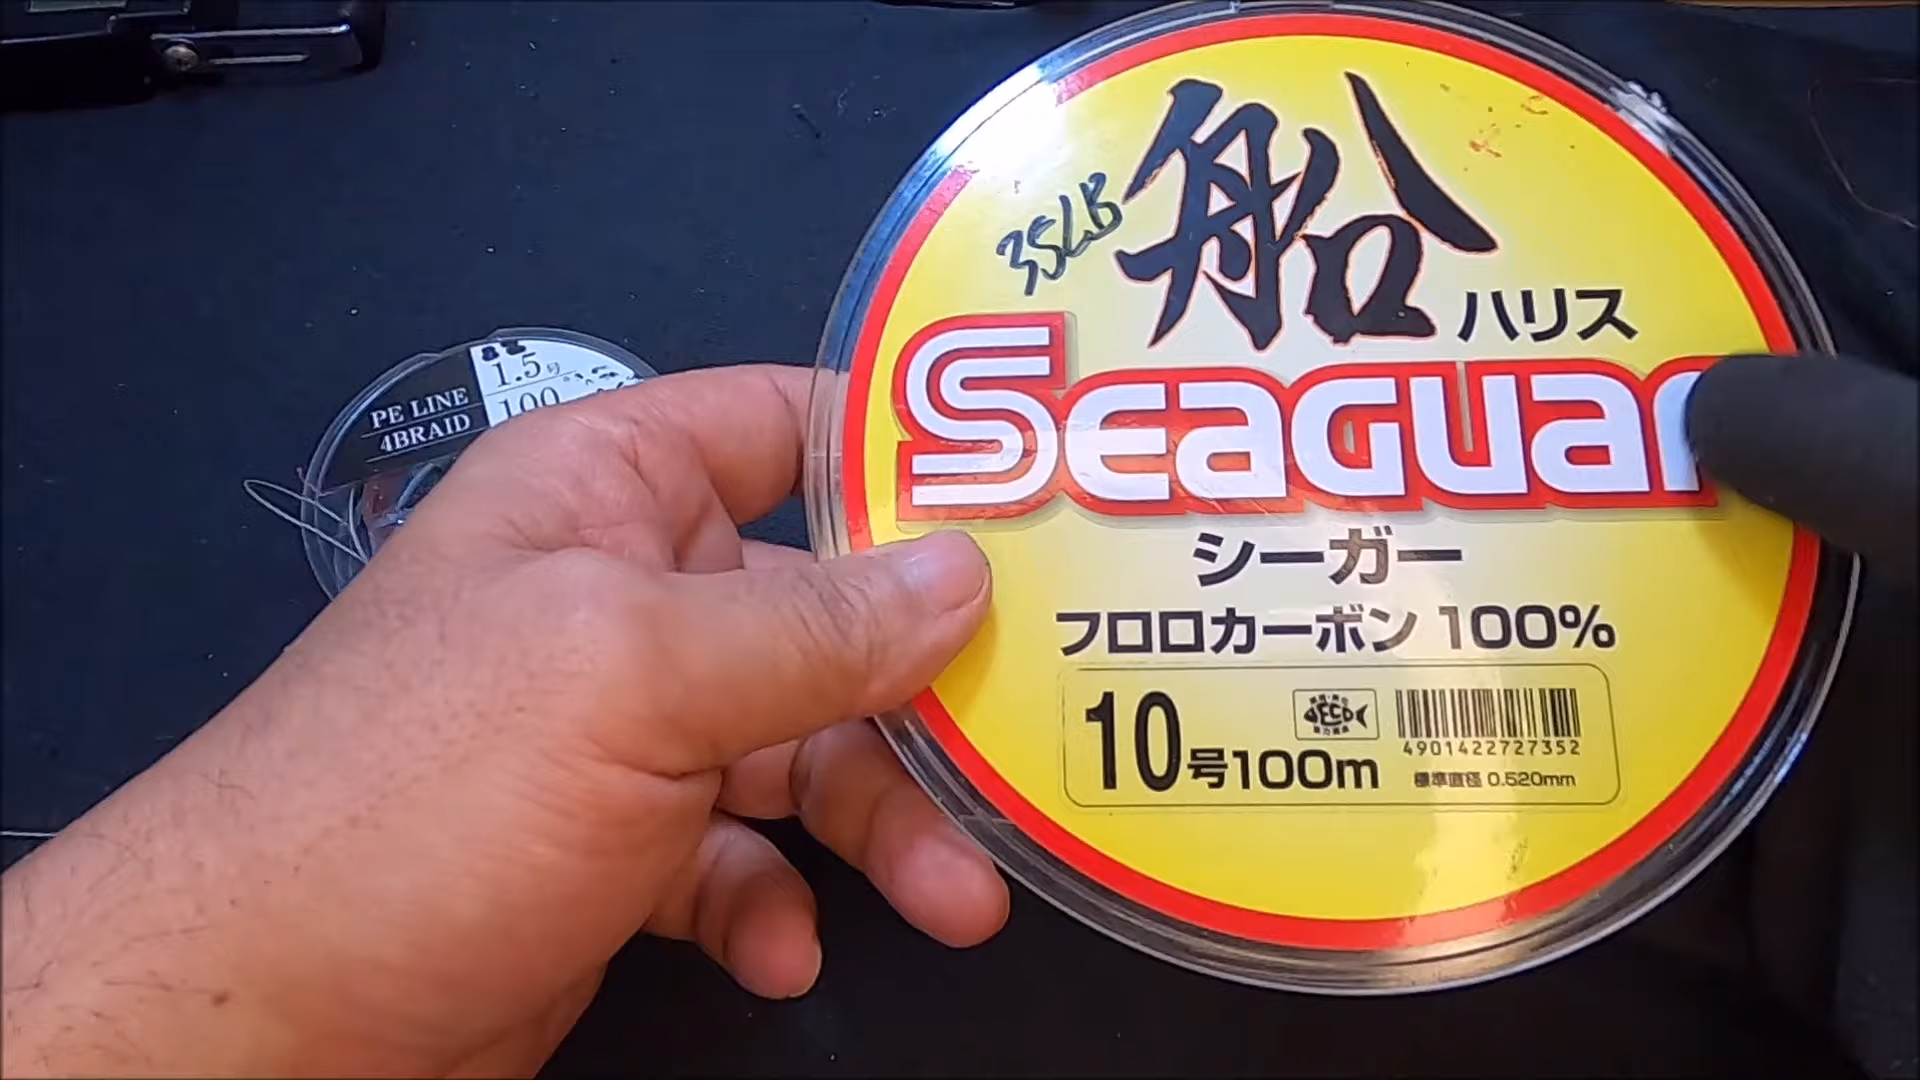 1.5号
100
PE LINE
4BRAID
35LB
船
ハリス
SEAGUAR
シーガー
フロロカーボン 100%
ECO
10号100m
4901422727352
標準直径 0.520mm